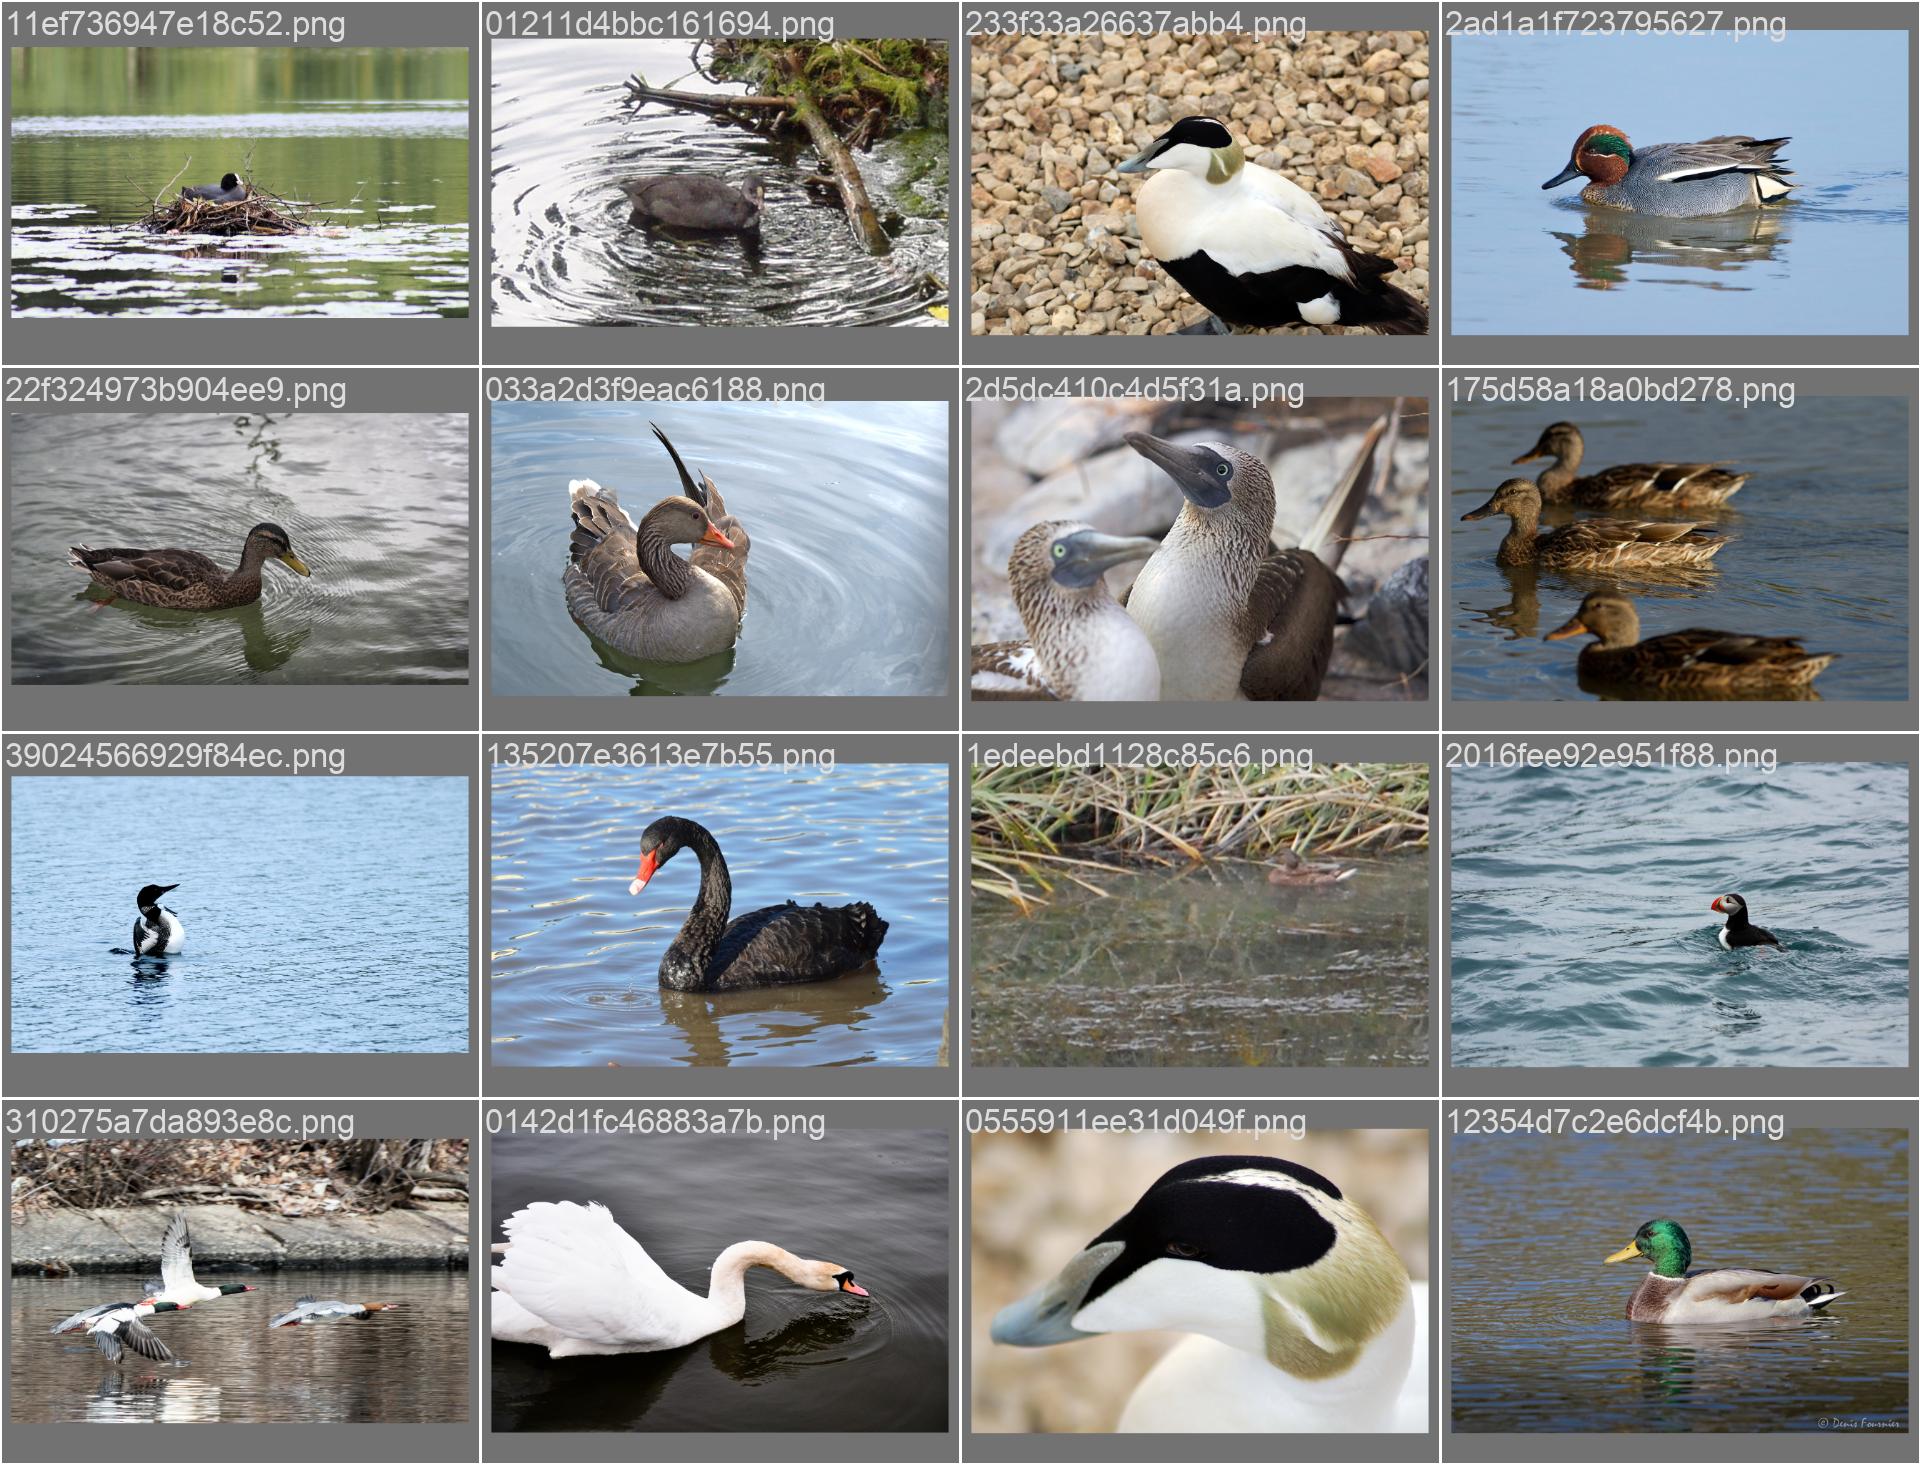 11ef736947e18c52.png
01211d4bbc161694.png
233f33a26637abb4.png
2ad1a1f723795627.png
22f324973b904ee9.png
033a2d3f9eac6188.png
2d5dc410c4d5f31a.png
175d58a18a0bd278.png
39024566929f84ec.png
135207e3613e7b55.png
1edeebd1128c85c6.png
2016fee92e951f88.png
310275a7da893e8c.png
0142d1fc46883a7b.png
0555911ee31d049f.png
12354d7c2e6dcf4b.png
© Denis Fournier